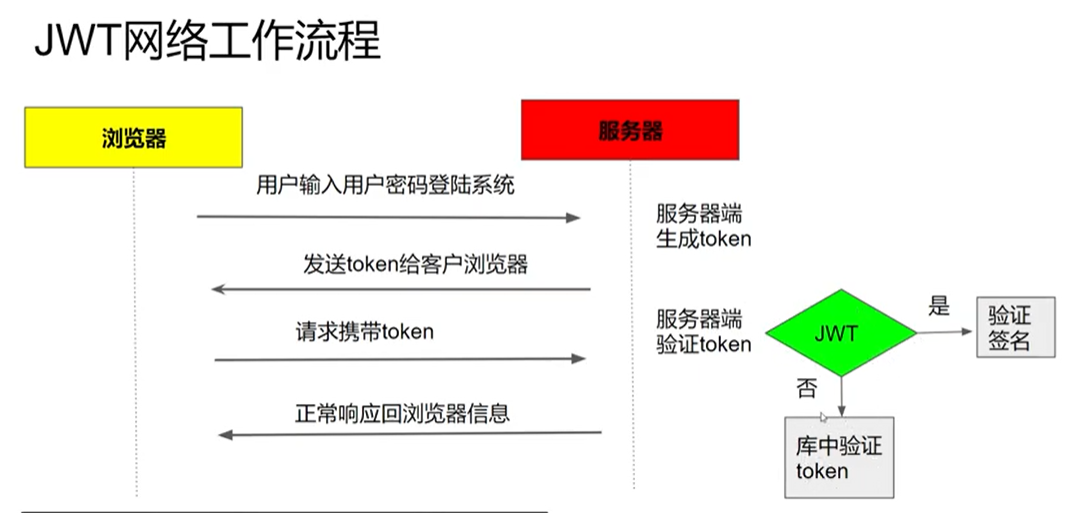 JWT网络工作流程
浏览器
服务器
用户输入用户密码登陆系统
服务器端
生成token
发送token给客户浏览器
请求携带token
服务器端
验证token
JWT
是
验证
签名
否
正常响应回浏览器信息
库中验证
token